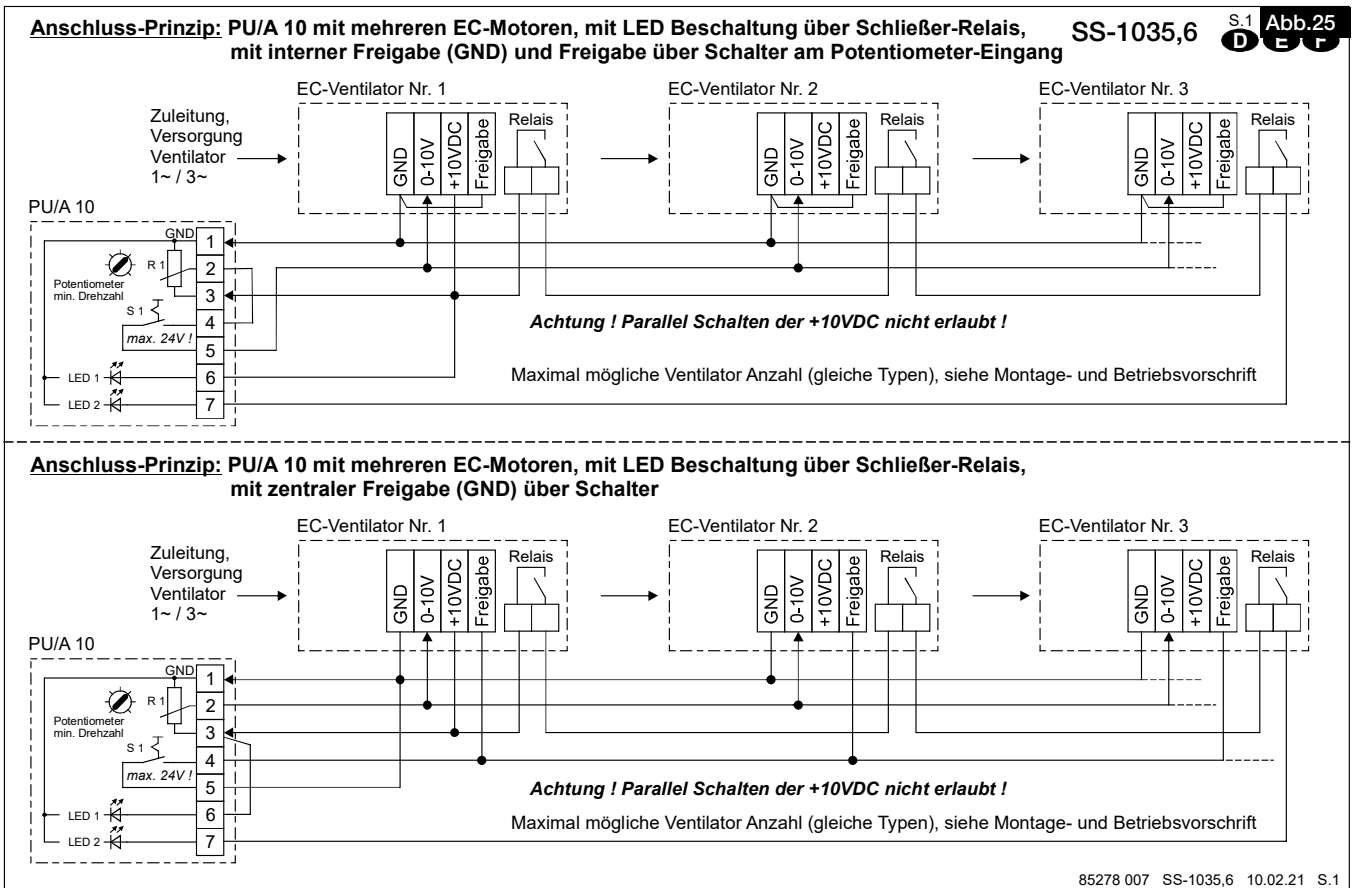 Anschluss-Prinzip: PU/A 10 mit mehreren EC-Motoren, mit LED Beschaltung über Schließer-Relais,
mit interner Freigabe (GND) und Freigabe über Schalter am Potentiometer-Eingang
SS-1035,6
S.1 Abb.25
D E F
EC-Ventilator Nr. 1
EC-Ventilator Nr. 2
EC-Ventilator Nr. 3
Zuleitung,
Versorgung
Ventilator
1~ / 3~
GND 0-10V +10VDC Freigabe Relais
GND 0-10V +10VDC Freigabe Relais
GND 0-10V +10VDC Freigabe Relais
PU/A 10
GND 1
R 1 2
Potentiometer
min. Drehzahl
3
S 1 4
max. 24V !
5
LED 1 6
LED 2 7
Achtung ! Parallel Schalten der +10VDC nicht erlaubt !
Maximal mögliche Ventilator Anzahl (gleiche Typen), siehe Montage- und Betriebsvorschrift
Anschluss-Prinzip: PU/A 10 mit mehreren EC-Motoren, mit LED Beschaltung über Schließer-Relais,
mit zentraler Freigabe (GND) über Schalter
EC-Ventilator Nr. 1
EC-Ventilator Nr. 2
EC-Ventilator Nr. 3
Zuleitung,
Versorgung
Ventilator
1~ / 3~
GND 0-10V +10VDC Freigabe Relais
GND 0-10V +10VDC Freigabe Relais
GND 0-10V +10VDC Freigabe Relais
PU/A 10
GND 1
R 1 2
Potentiometer
min. Drehzahl
3
S 1 4
max. 24V !
5
LED 1 6
LED 2 7
Achtung ! Parallel Schalten der +10VDC nicht erlaubt !
Maximal mögliche Ventilator Anzahl (gleiche Typen), siehe Montage- und Betriebsvorschrift
85278 007 SS-1035,6 10.02.21 S.1